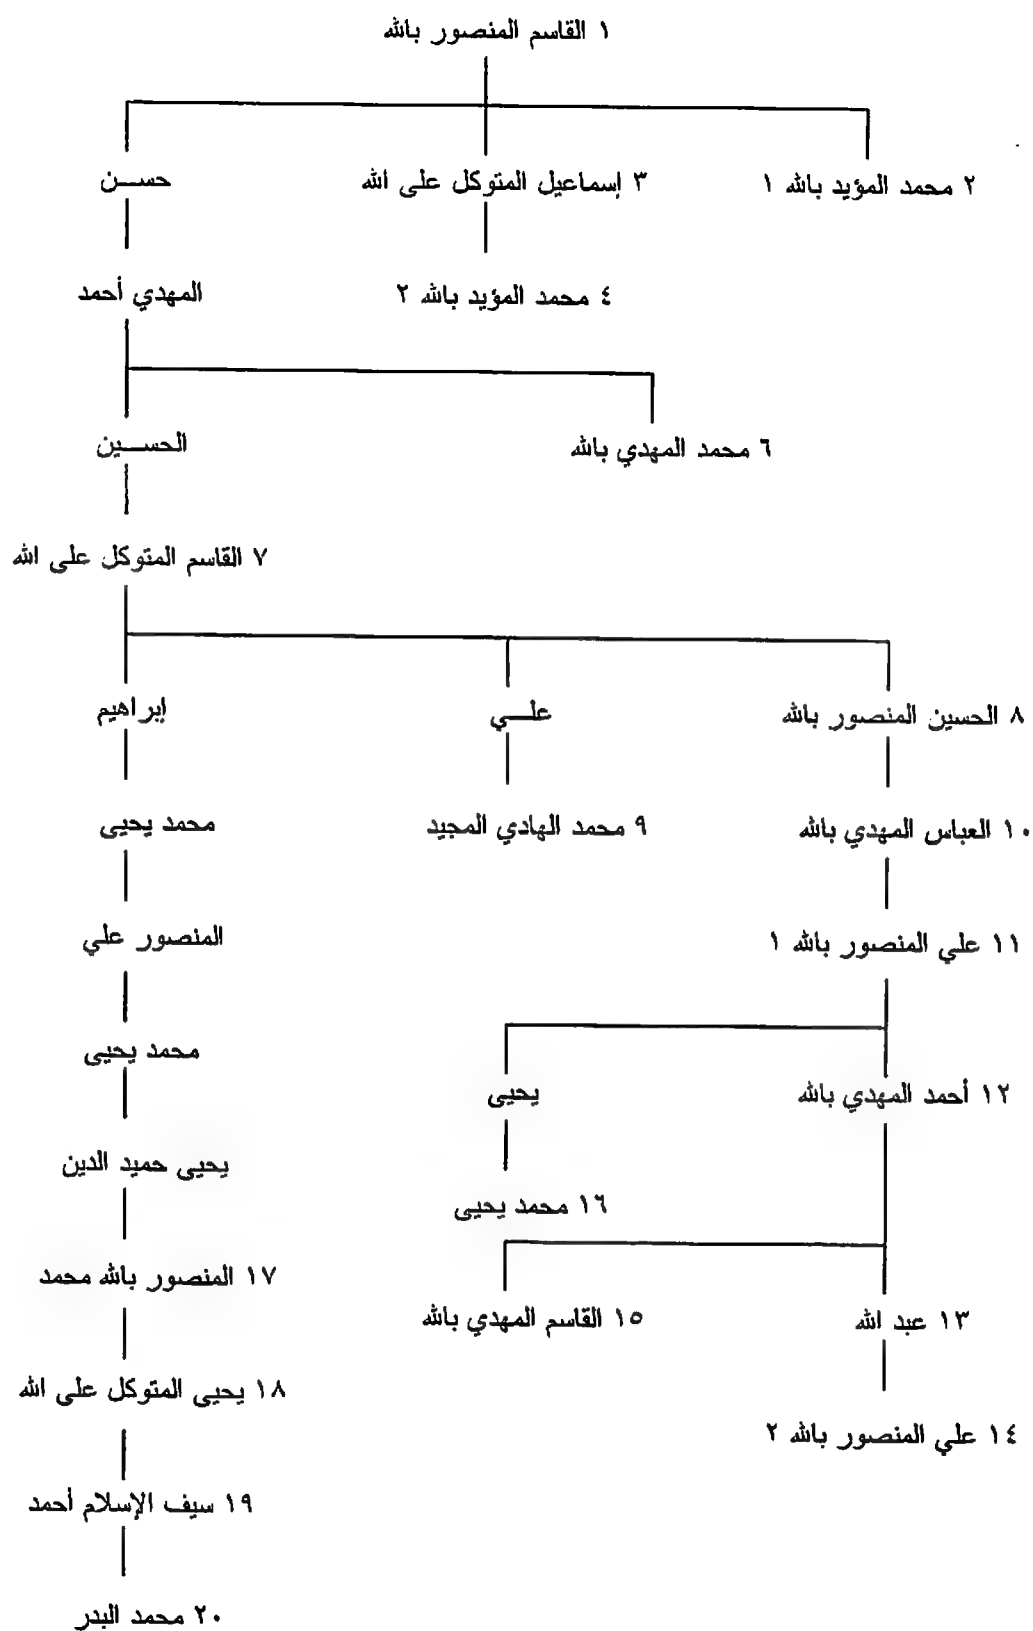 ١ القاسم المنصور بالله
٢ محمد المؤيد بالله ١
٣ إسماعيل المتوكل على الله
حسن
٤ محمد المؤيد بالله ٢
المهدي أحمد
٦ محمد المهدي بالله
الحسين
٧ القاسم المتوكل على الله
٨ الحسين المنصور بالله
علي
إبراهيم
١٠ العباس المهدي بالله
٩ محمد الهادي المجيد
محمد يحيى
١١ علي المنصور بالله ١
المنصور علي
محمد يحيى
١٢ أحمد المهدي بالله
يحيى
يحيى حميد الدين
١٦ محمد يحيى
١٧ المنصور بالله محمد
١٣ عبد الله
١٥ القاسم المهدي بالله
١٨ يحيى المتوكل على الله
١٤ علي المنصور بالله ٢
١٩ سيف الإسلام أحمد
٢٠ محمد البدر